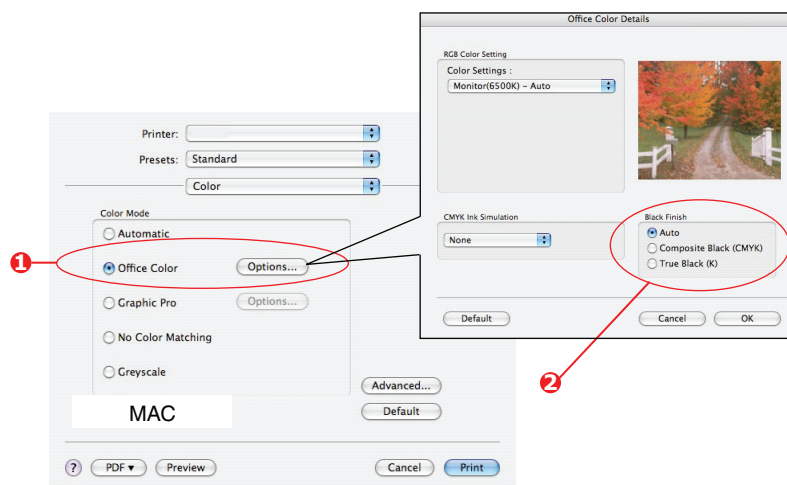 Office Color Details
RGB Color Setting
Color Settings :
Monitor(6500K) – Auto
CMYK Ink Simulation
None
Black Finish
Auto
Composite Black (CMYK)
True Black (K)
Default
Cancel
OK
Printer:
Presets: Standard
Color
Color Mode
Automatic
1
Office Color Options...
Graphic Pro Options...
No Color Matching
Greyscale
2
Advanced...
MAC
Default
? PDF ▼ Preview Cancel Print